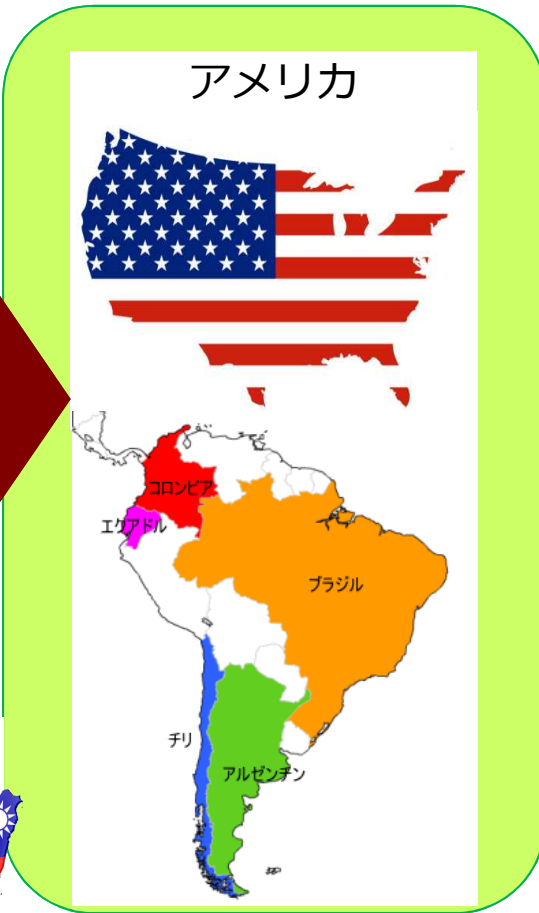 アメリカ
コロンビア
エクアドル
ブラジル
チリ
アルゼンチン